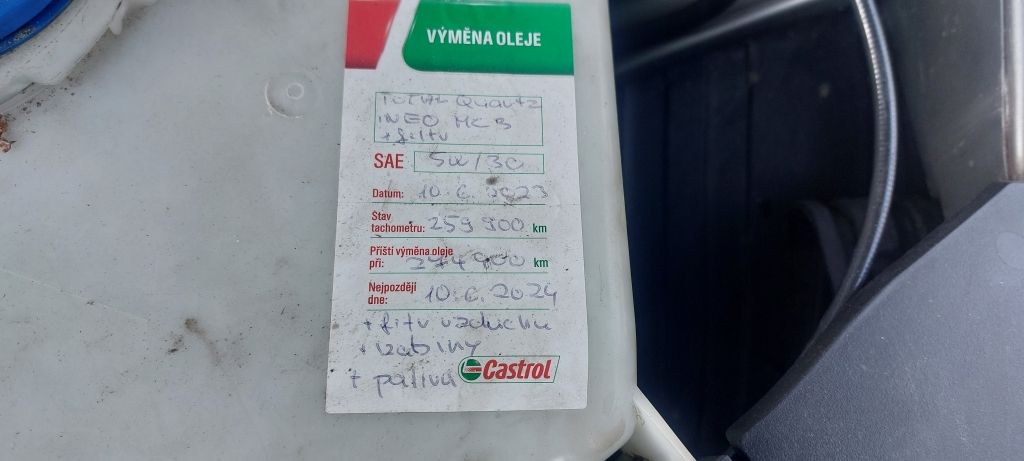 VÝMĚNA OLEJE
TOTAL Quartz
INEO MC3
+ filtr
SAE 5W/30
Datum: 10.6.2023
Stav
tachometru: 259 900 km
Příští výměna oleje
při: 274 900 km
Nejpozději
dne: 10.6.2024
+ filtr vzduchu
+ kabiny
+ paliva
Castrol